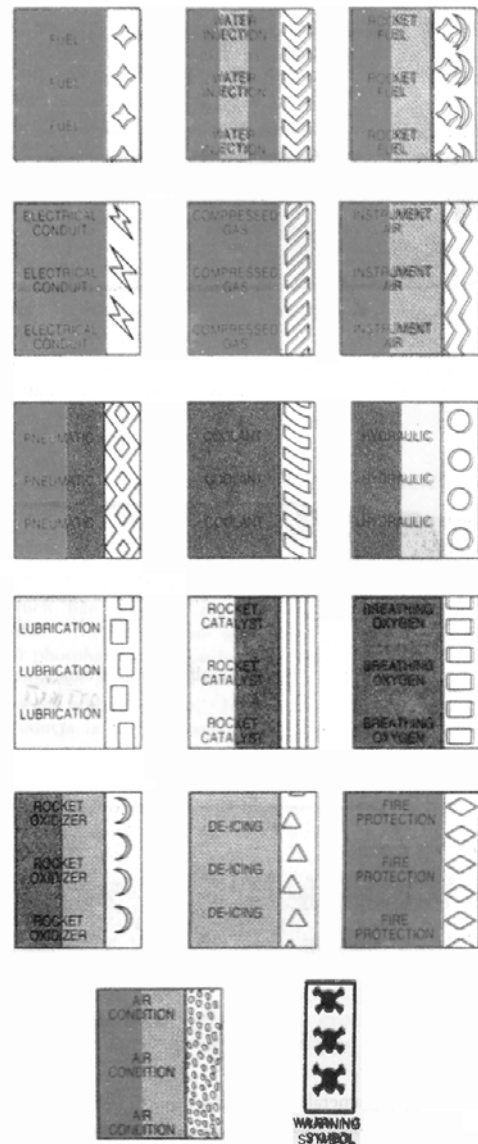 FUEL
FUEL
FUEL
WATER
INJECTION
WATER
INJECTION
WATER
INJECTION
ROCKET
FUEL
ROCKET
FUEL
ROCKET
FUEL
ELECTRICAL
CONDUIT
ELECTRICAL
CONDUIT
ELECTRICAL
CONDUIT
COMPRESSED
GAS
COMPRESSED
GAS
COMPRESSED
GAS
INSTRUMENT
AIR
INSTRUMENT
AIR
INSTRUMENT
AIR
PNEUMATIC
PNEUMATIC
PNEUMATIC
COOLANT
COOLANT
COOLANT
HYDRAULIC
HYDRAULIC
HYDRAULIC
LUBRICATION
LUBRICATION
LUBRICATION
ROCKET
CATALYST
ROCKET
CATALYST
ROCKET
CATALYST
BREATHING
OXYGEN
BREATHING
OXYGEN
BREATHING
OXYGEN
ROCKET
OXIDIZER
ROCKET
OXIDIZER
ROCKET
OXIDIZER
DE-ICING
DE-ICING
DE-ICING
FIRE
PROTECTION
FIRE
PROTECTION
FIRE
PROTECTION
AIR
CONDITION
AIR
CONDITION
AIR
CONDITION
WARNING
SYMBOL